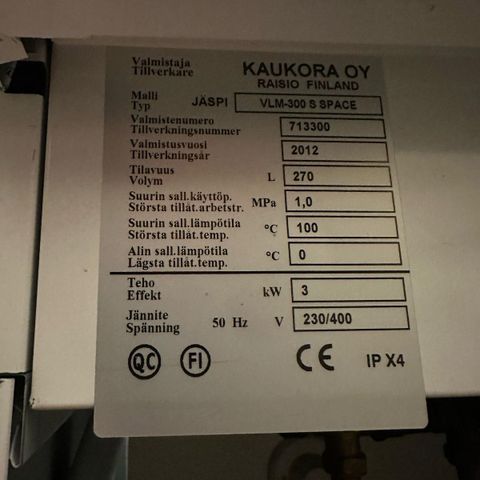 Valmistaja
Tillverkare
KAUKORA OY
RAISIO FINLAND
Malli
Typ
JÄSPI
VLM-300 S SPACE
Valmistenumero
Tillverkningsnummer
713300
Valmistusvuosi
Tillverkningsår
2012
Tilavuus
Volym
L
270
Suurin sall.käyttöp.
Största tillåt.arbetstr.
MPa
1,0
Suurin sall.lämpötila
Största tillåt.temp.
°C
100
Alin sall.lämpötila
Lägsta tillåt.temp.
°C
0
Teho
Effekt
kW
3
Jännite
Spänning
50 Hz
V
230/400
QC
FI
CE
IP X4